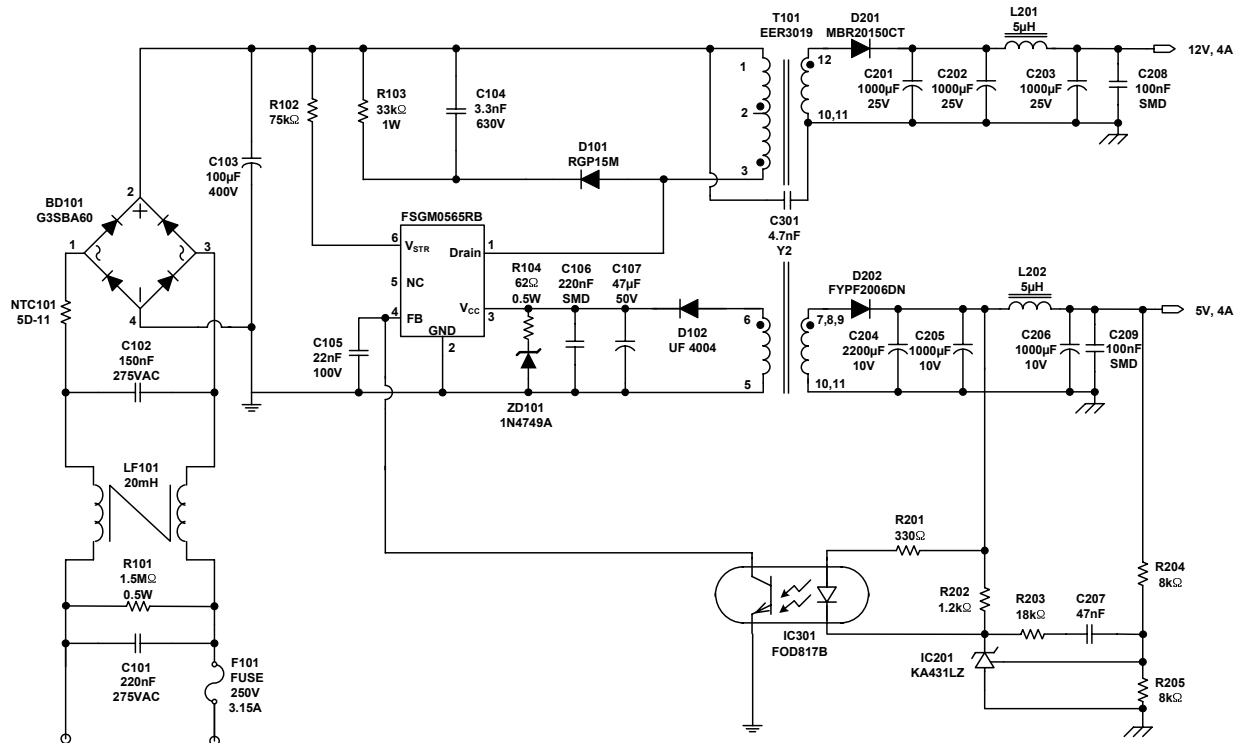 T101
EER3019
D201
MBR20150CT
L201
5µH
12V, 4A
1
2
3
12
10,11
C201
1000µF
25V
C202
1000µF
25V
C203
1000µF
25V
C208
100nF
SMD
R102
75kΩ
R103
33kΩ
1W
C104
3.3nF
630V
D101
RGP15M
C103
100µF
400V
C301
4.7nF
Y2
BD101
G3SBA60
2
1
3
4
+
FSGM0565RB
6
VSTR
Drain
1
5
NC
4
FB
VCC
3
GND
2
R104
62Ω
0.5W
C106
220nF
SMD
C107
47µF
50V
D102
UF 4004
6
5
7,8,9
10,11
D202
FYPF2006DN
L202
5µH
5V, 4A
C204
2200µF
10V
C205
1000µF
10V
C206
1000µF
10V
C209
100nF
SMD
NTC101
5D-11
C102
150nF
275VAC
C105
22nF
100V
ZD101
1N4749A
LF101
20mH
R101
1.5MΩ
0.5W
C101
220nF
275VAC
F101
FUSE
250V
3.15A
R201
330Ω
R202
1.2kΩ
R203
18kΩ
C207
47nF
R204
8kΩ
IC301
FOD817B
IC201
KA431LZ
R205
8kΩ